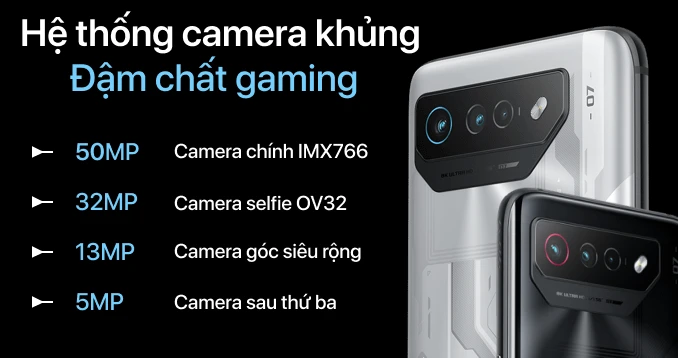 Hệ thống camera khủng
Đậm chất gaming
50MP Camera chính IMX766
32MP Camera selfie OV32
13MP Camera góc siêu rộng
5MP Camera sau thứ ba
07